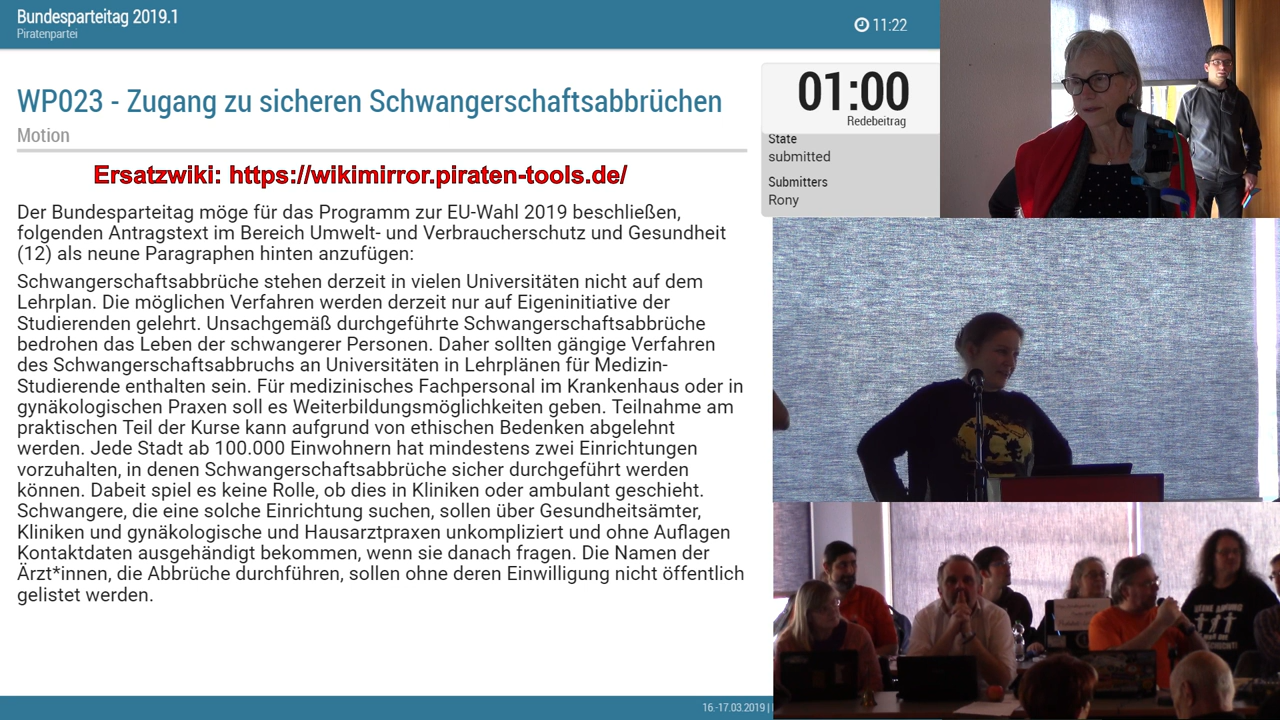 Bundesparteitag 2019.1
Piratenpartei
11:22
WP023 - Zugang zu sicheren Schwangerschaftsabbrüchen
Motion
01:00
Redebeitrag
State
submitted
Submitters
Rony
Ersatzwiki: https://wikimirror.piraten-tools.de/
Der Bundesparteitag möge für das Programm zur EU-Wahl 2019 beschließen,
folgenden Antragstext im Bereich Umwelt- und Verbraucherschutz und Gesundheit
(12) als neune Paragraphen hinten anzufügen:
Schwangerschaftsabbrüche stehen derzeit in vielen Universitäten nicht auf dem
Lehrplan. Die möglichen Verfahren werden derzeit nur auf Eigeninitiative der
Studierenden gelehrt. Unsachgemäß durchgeführte Schwangerschaftsabbrüche
bedrohen das Leben der schwangerer Personen. Daher sollten gängige Verfahren
des Schwangerschaftsabbruchs an Universitäten in Lehrplänen für Medizin-
Studierende enthalten sein. Für medizinisches Fachpersonal im Krankenhaus oder in
gynäkologischen Praxen soll es Weiterbildungsmöglichkeiten geben. Teilnahme am
praktischen Teil der Kurse kann aufgrund von ethischen Bedenken abgelehnt
werden. Jede Stadt ab 100.000 Einwohnern hat mindestens zwei Einrichtungen
vorzuhalten, in denen Schwangerschaftsabbrüche sicher durchgeführt werden
können. Dabeit spiel es keine Rolle, ob dies in Kliniken oder ambulant geschieht.
Schwangere, die eine solche Einrichtung suchen, sollen über Gesundheitsämter,
Kliniken und gynäkologische und Hausarztpraxen unkompliziert und ohne Auflagen
Kontaktdaten ausgehändigt bekommen, wenn sie danach fragen. Die Namen der
Ärzt*innen, die Abbrüche durchführen, sollen ohne deren Einwilligung nicht öffentlich
gelistet werden.
16.-17.03.2019 |